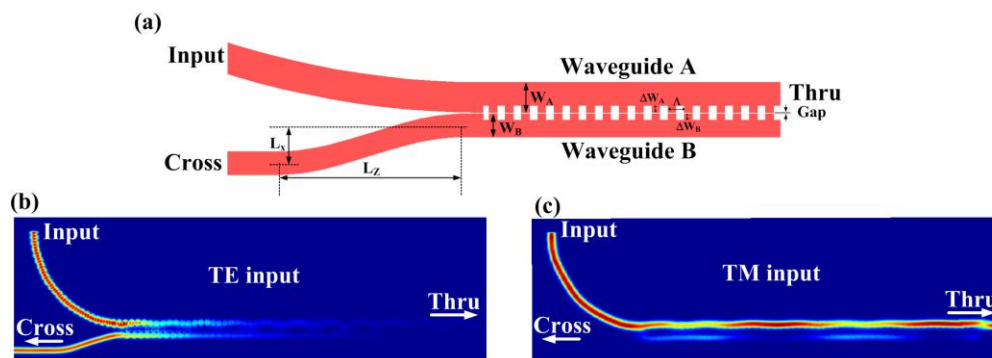 (a)
Input
Waveguide A
Thru
W_A
ΔW_A
Λ
Gap
W_B
ΔW_B
L_x
Waveguide B
Cross
L_Z
(b)
Input
TE input
Thru
Cross
(c)
Input
TM input
Thru
Cross